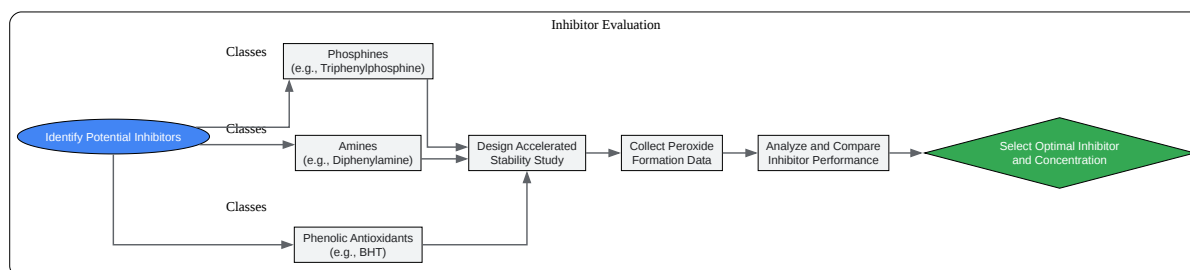 Inhibitor Evaluation
Classes
Phosphines
(e.g., Triphenylphosphine)
Identify Potential Inhibitors
Classes
Amines
(e.g., Diphenylamine)
Classes
Phenolic Antioxidants
(e.g., BHT)
Design Accelerated
Stability Study
Collect Peroxide
Formation Data
Analyze and Compare
Inhibitor Performance
Select Optimal Inhibitor
and Concentration